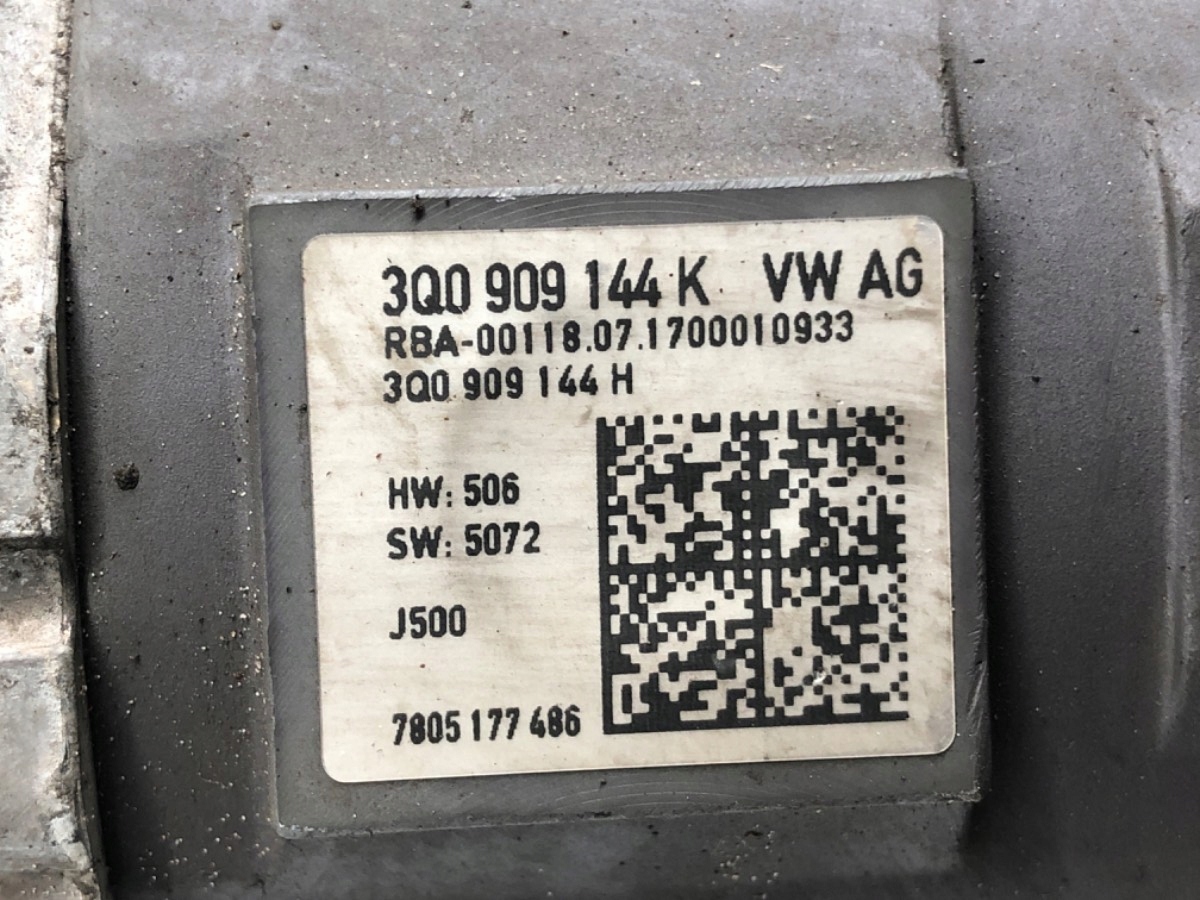 3Q0 909 144 K VW AG
RBA-00118.07.1700010933
3Q0 909 144 H
HW: 506
SW: 5072
J500
7805 177 486